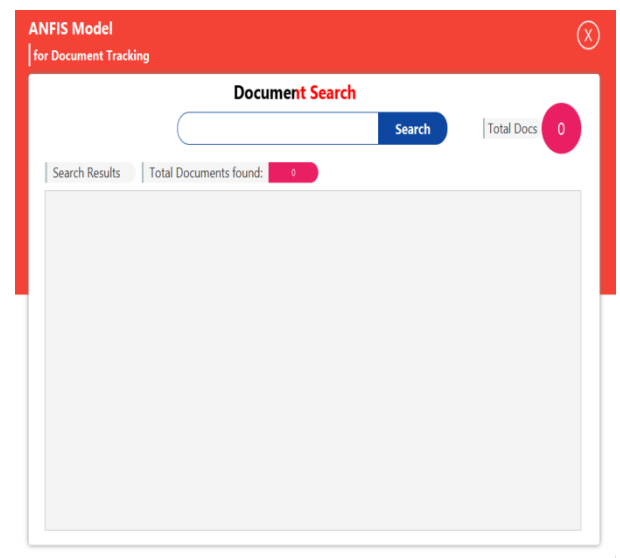 ANFIS Model
for Document Tracking
X
Document Search
Search
Total Docs 0
Search Results Total Documents found: 0